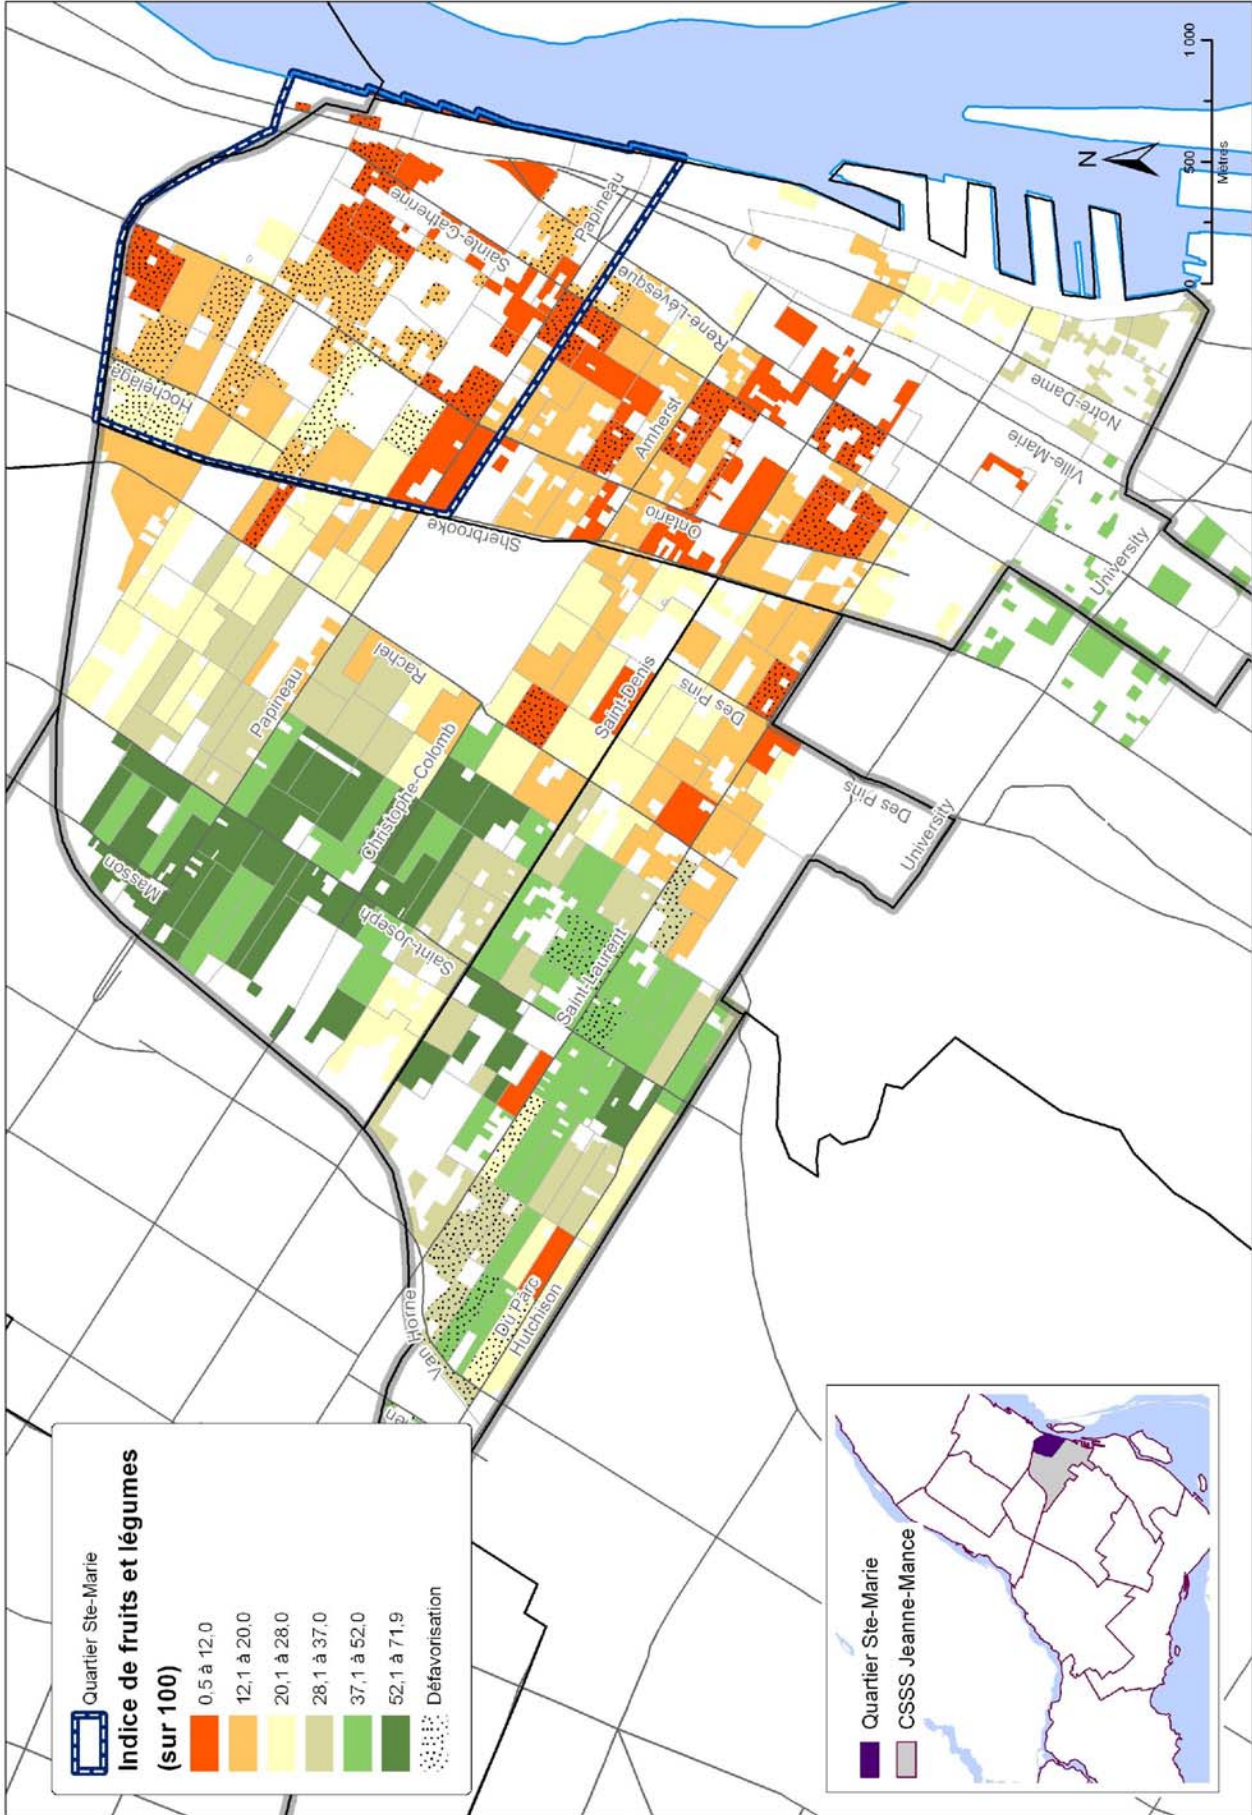 Quartier Ste-Marie
Indice de fruits et légumes
(sur 100)
0,5 à 12,0
12,1 à 20,0
20,1 à 28,0
28,1 à 37,0
37,1 à 52,0
52,1 à 71,9
Défavorisation
Van Horne
Du Parc
Hutchison
Masson
Saint-Joseph
Saint-Laurent
Christophe-Colomb
Papineau
Rachel
Saint-Denis
Des Pins
Des Pins
University
Sherbrooke
Hochelaga
Ontario
Amherst
Sainte-Catherine
Papineau
René-Lévesque
Ville-Marie
Notre-Dame
University
N
0 500 1 000
Mètres
Quartier Ste-Marie
CSSS Jeanne-Mance